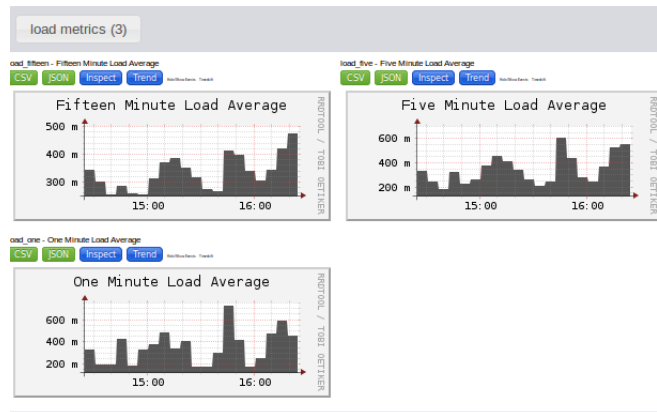 load metrics (3)
oad_fifteen - Fifteen Minute Load Average
CSV JSON Inspect Trend
Fifteen Minute Load Average
500 m
400 m
300 m
15:00 16:00
RRDTOOL / TOBI OETIKER
load_five - Five Minute Load Average
CSV JSON Inspect Trend
Five Minute Load Average
600 m
400 m
200 m
15:00 16:00
RRDTOOL / TOBI OETIKER
oad_one - One Minute Load Average
CSV JSON Inspect Trend
One Minute Load Average
600 m
400 m
200 m
15:00 16:00
RRDTOOL / TOBI OETIKER